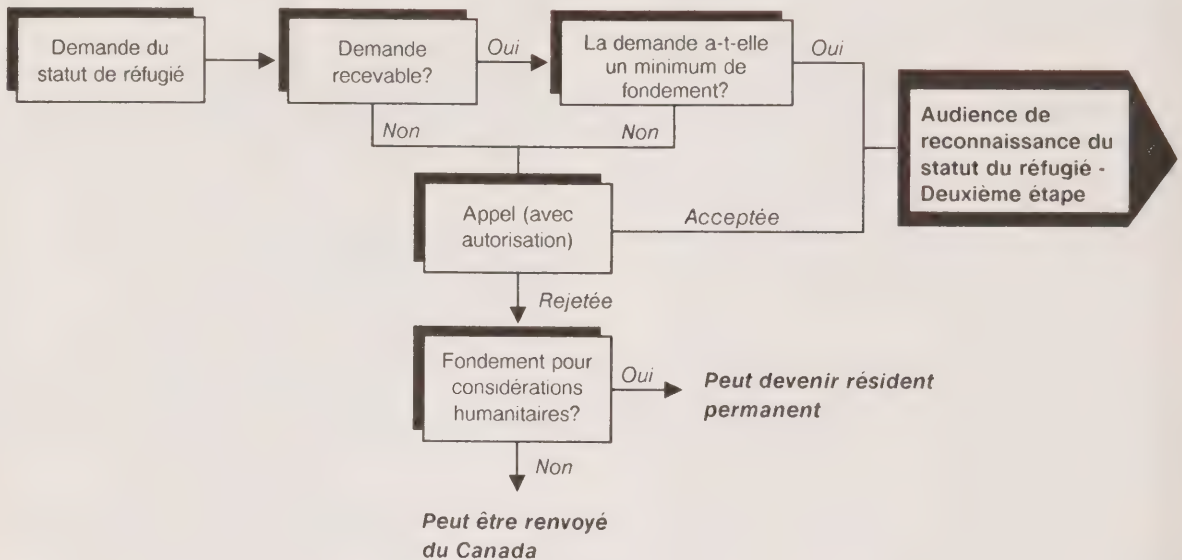 Demande du
statut de réfugié
Demande
recevable?
Oui
La demande a-t-elle
un minimum de
fondement?
Oui
Non
Non
Audience de
reconnaissance du
statut du réfugié -
Deuxième étape
Appel (avec
autorisation)
Acceptée
Rejetée
Fondement pour
considérations
humanitaires?
Oui
Peut devenir résident
permanent
Non
Peut être renvoyé
du Canada